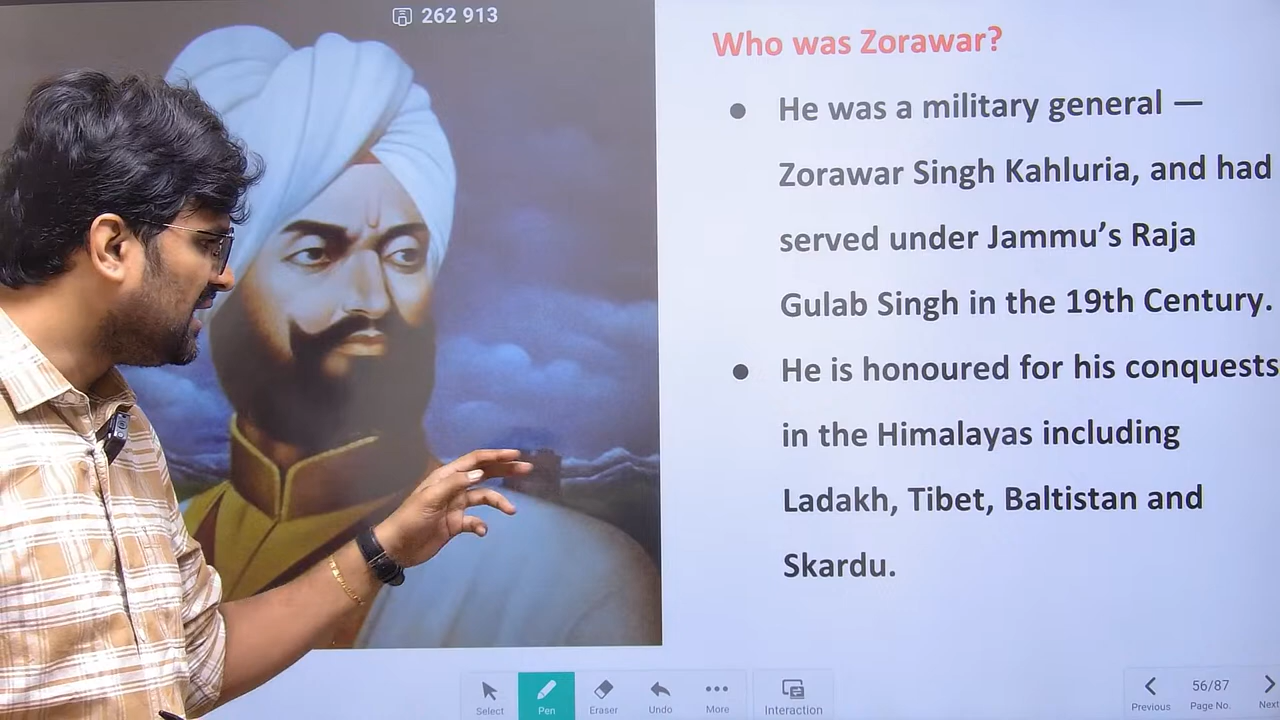 262 913
Who was Zorawar?
● He was a military general —
Zorawar Singh Kahluria, and had
served under Jammu’s Raja
Gulab Singh in the 19th Century.
● He is honoured for his conquests
in the Himalayas including
Ladakh, Tibet, Baltistan and
Skardu.
Select Pen Eraser Undo More Interaction
56/87
Previous Page No. Next